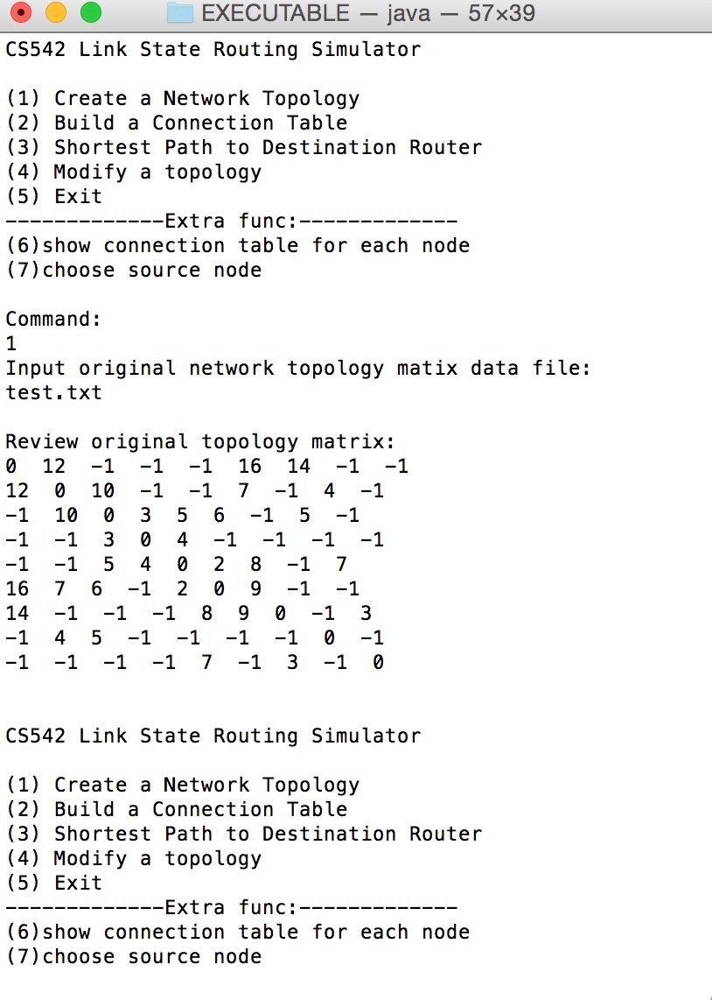 EXECUTABLE — java — 57×39
CS542 Link State Routing Simulator
(1) Create a Network Topology
(2) Build a Connection Table
(3) Shortest Path to Destination Router
(4) Modify a topology
(5) Exit
-------------Extra func:-------------
(6)show connection table for each node
(7)choose source node
Command:
1
Input original network topology matix data file:
test.txt
Review original topology matrix:
0  12  -1  -1  -1  16  14  -1  -1
12  0  10  -1  -1  7  -1  4  -1
-1  10  0  3  5  6  -1  5  -1
-1  -1  3  0  4  -1  -1  -1  -1
-1  -1  5  4  0  2  8  -1  7
16  7  6  -1  2  0  9  -1  -1
14  -1  -1  -1  8  9  0  -1  3
-1  4  5  -1  -1  -1  -1  0  -1
-1  -1  -1  -1  7  -1  3  -1  0
CS542 Link State Routing Simulator
(1) Create a Network Topology
(2) Build a Connection Table
(3) Shortest Path to Destination Router
(4) Modify a topology
(5) Exit
-------------Extra func:-------------
(6)show connection table for each node
(7)choose source node